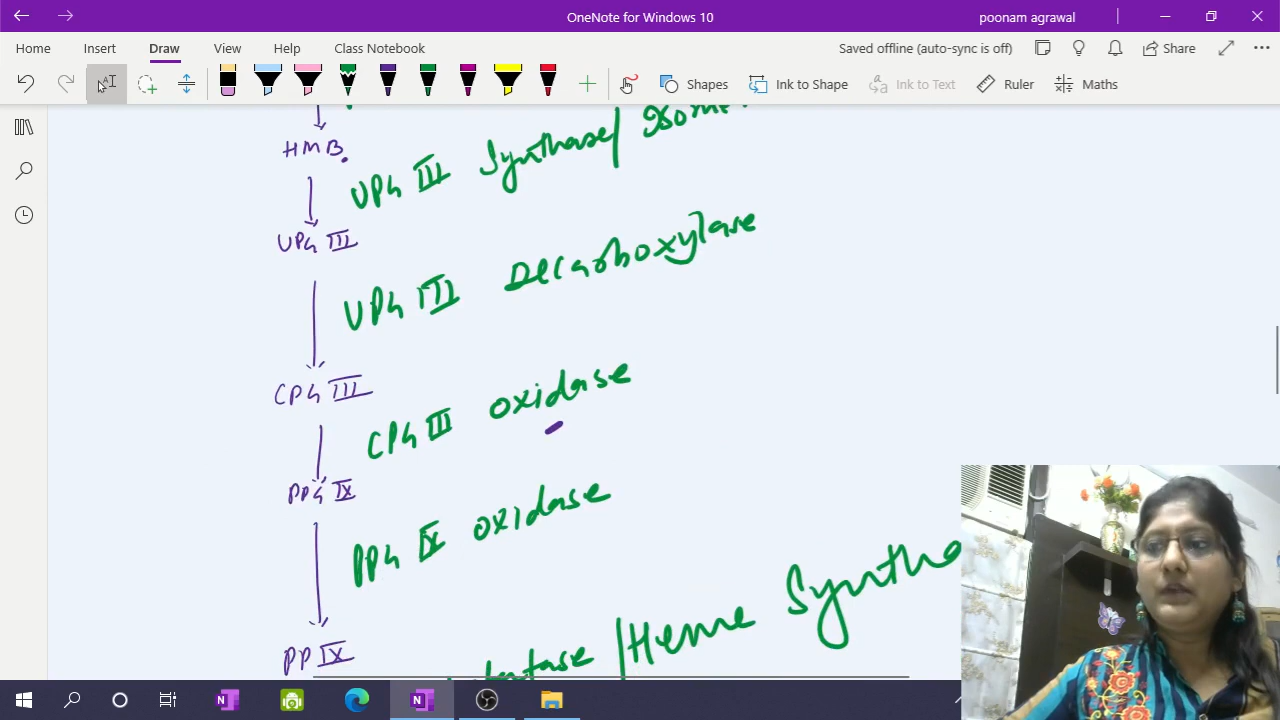 OneNote for Windows 10
poonam agrawal
Home Insert Draw View Help Class Notebook
Saved offline (auto-sync is off)
Share
Shapes Ink to Shape Ink to Text Ruler Maths
HMB
UPG III Synthase/
UPG III
UPG III Decarboxylase
CPG III
CPG III oxidase
PPG IX
PPG IX oxidase
PP IX
/Heme